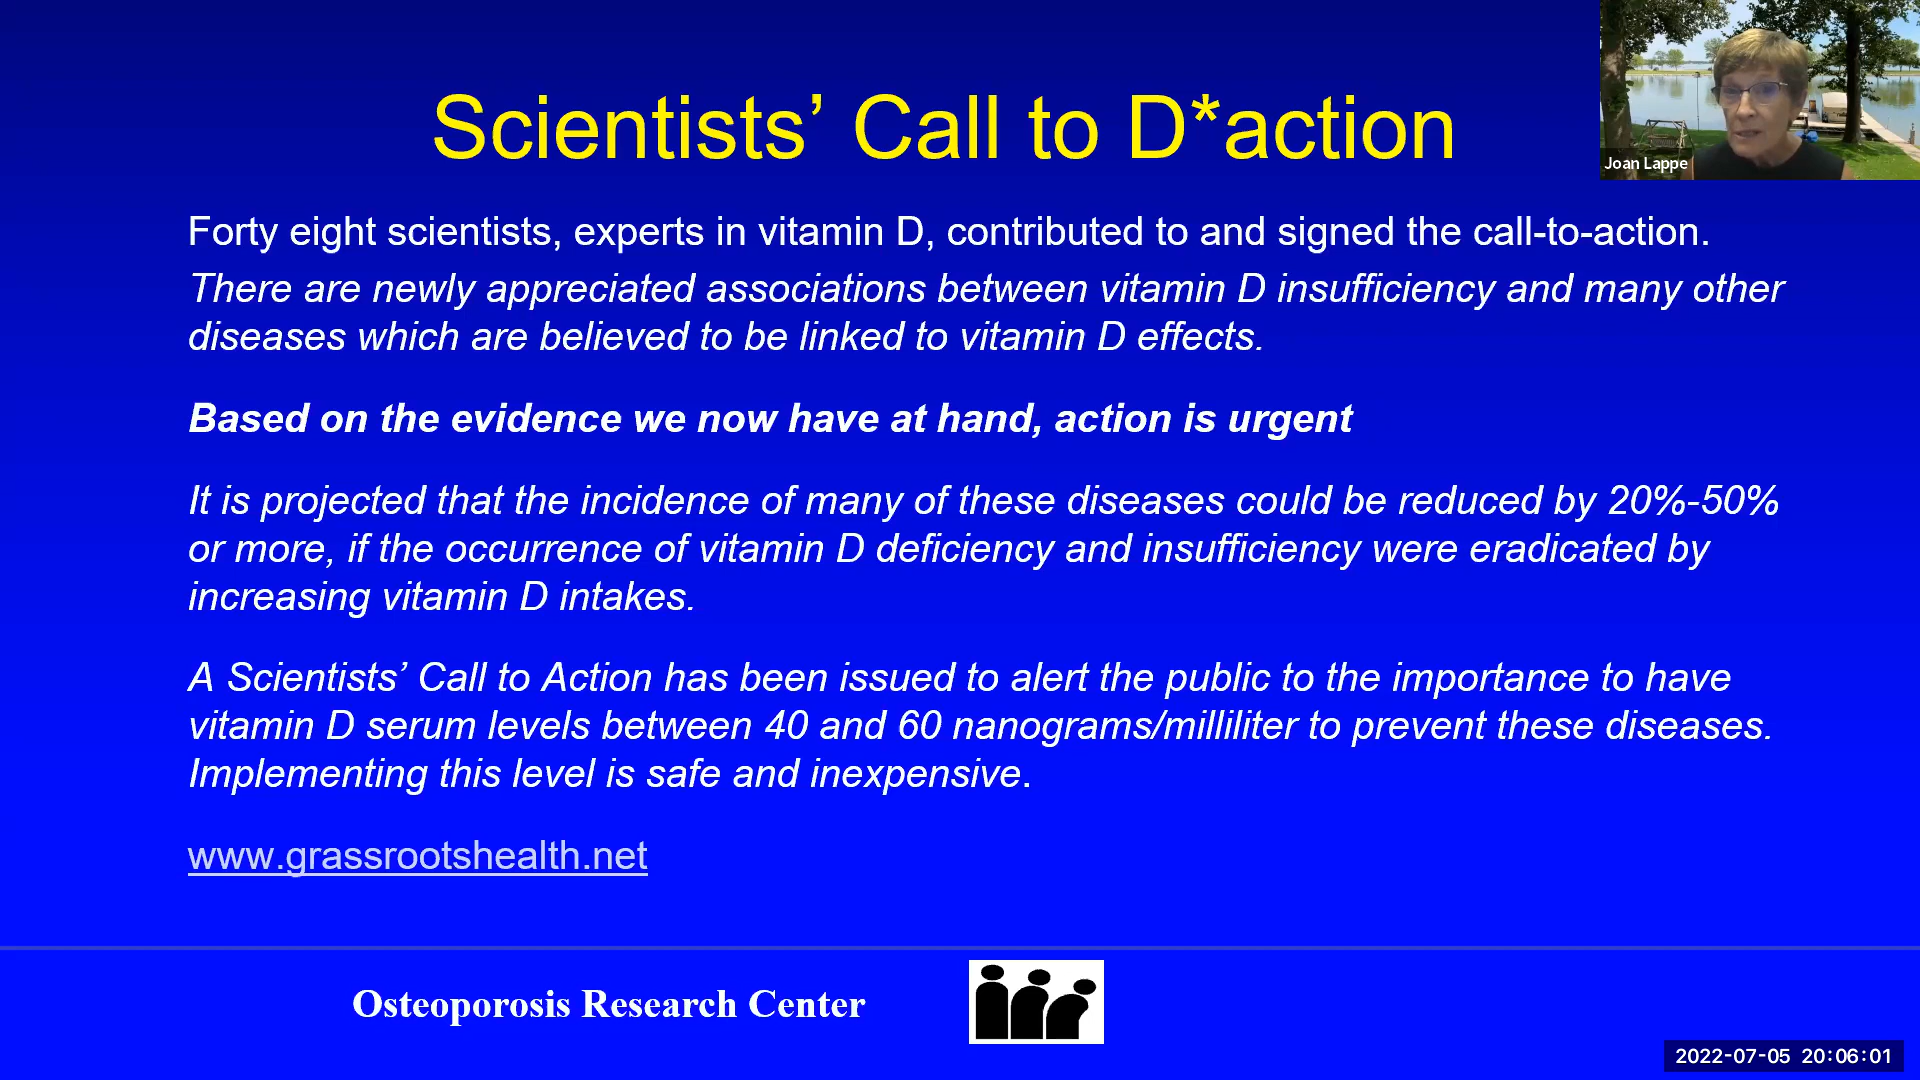 Scientists’ Call to D*action
Joan Lappe
Forty eight scientists, experts in vitamin D, contributed to and signed the call-to-action.
There are newly appreciated associations between vitamin D insufficiency and many other
diseases which are believed to be linked to vitamin D effects.
Based on the evidence we now have at hand, action is urgent
It is projected that the incidence of many of these diseases could be reduced by 20%-50%
or more, if the occurrence of vitamin D deficiency and insufficiency were eradicated by
increasing vitamin D intakes.
A Scientists’ Call to Action has been issued to alert the public to the importance to have
vitamin D serum levels between 40 and 60 nanograms/milliliter to prevent these diseases.
Implementing this level is safe and inexpensive.
www.grassrootshealth.net
Osteoporosis Research Center
2022-07-05 20:06:01